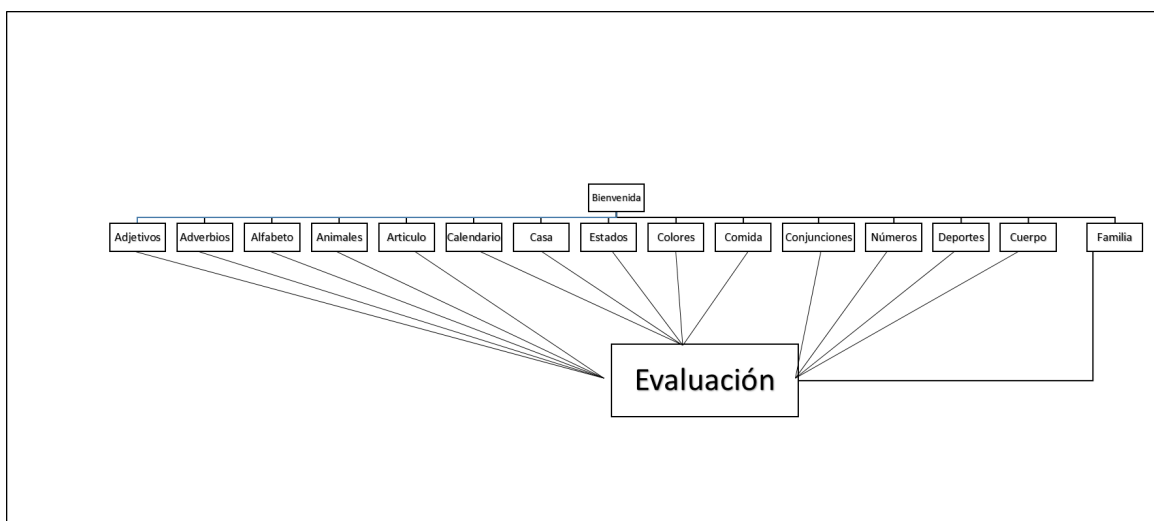 Bienvenida
Adjetivos
Adverbios
Alfabeto
Animales
Articulo
Calendario
Casa
Estados
Colores
Comida
Conjunciones
Números
Deportes
Cuerpo
Familia
Evaluación